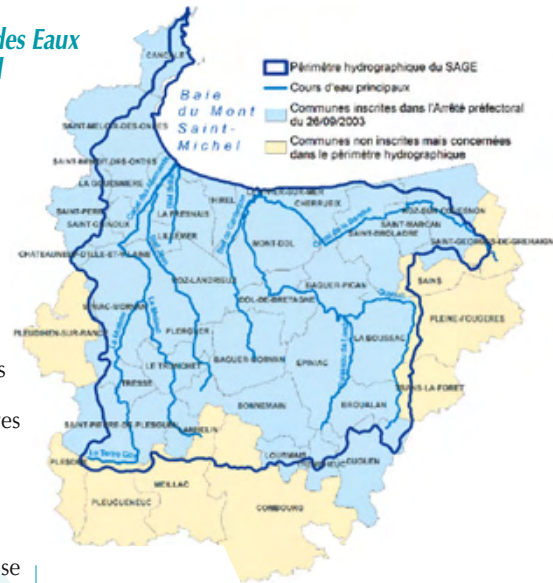 des Eaux
Périmètre hydrographique du SAGE
Cours d'eau principaux
Communes inscrites dans l'Arrêté préfectoral
du 26/09/2003
Communes non inscrites mais concernées
dans le périmètre hydrographique
Baie
du Mont
Saint-
Michel
CANCALE
SAINT-MELOIR-DES-ONDES
SAINT-BENOIT-DES-ONDES
LA GOUESNIERE
HIREL
CHERRUEIX
SAINT-PERE
SAINT-GUINOUX
LA FRESNAIS
LILLEMER
MONT-DOL
SAINT-MARCAN
SAINT-BROLADRE
ROZ-SUR-COUESNON
SAINT-GEORGES-DE-GREHAIGNE
CHATEAUNEUF-D'ILLE-ET-VILAINE
ROZ-LANDRIEUX
BAGUER-PICAN
SAINS
DOL-DE-BRETAGNE
PLEINE-FOUGERES
PLEUDIHEN-SUR-RANCE
PLERGUER
LA BOUSSAC
LE TRONCHET
BAGUER-MORVAN
EPINIAC
TRESSE
BONNEMAIN
BROUALAN
TRANS-LA-FORET
SAINT-PIERRE-DE-PLESGUEN
CUGUEN
MEILLAC
PLEUGUENEUC
COMBOURG
s
res
se